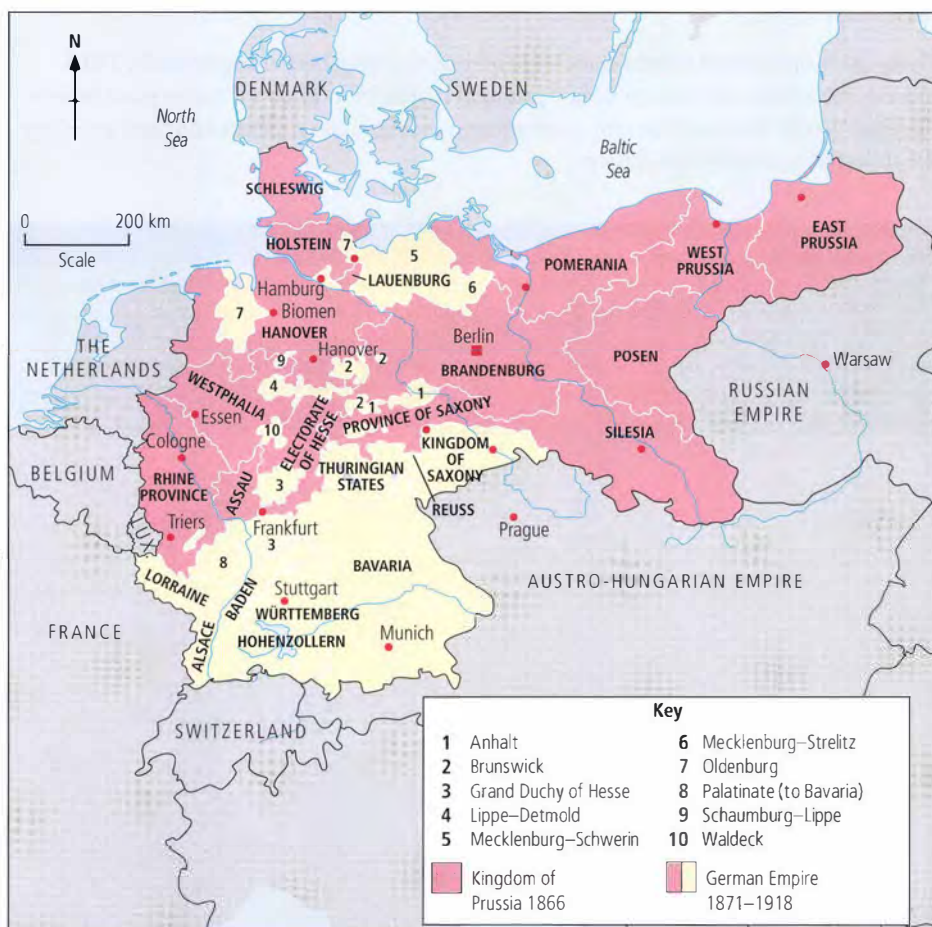 N
DENMARK
SWEDEN
North
Sea
Baltic
Sea
SCHLESWIG
0 200 km
Scale
HOLSTEIN
7
5
LAUENBURG
6
POMERANIA
WEST
PRUSSIA
EAST
PRUSSIA
Hamburg
7
Biomen
HANOVER
THE
NETHERLANDS
9
Hanover
2
2
Berlin
BRANDENBURG
POSEN
Warsaw
RUSSIAN
EMPIRE
4
WESTPHALIA
1
2
1
Essen
10
ELECTORATE
OF HESSE
PROVINCE OF SAXONY
SILESIA
Cologne
KINGDOM
OF
SAXONY
BELGIUM
RHINE
PROVINCE
ASSAU
3
THURINGIAN
STATES
REUSS
Triers
LUX
Frankfurt
3
Prague
8
BAVARIA
LORRAINE
AUSTRO-HUNGARIAN EMPIRE
BADEN
Stuttgart
WÜRTTEMBERG
FRANCE
ALSACE
HOHENZOLLERN
Munich
SWITZERLAND
Key
1 Anhalt
2 Brunswick
3 Grand Duchy of Hesse
4 Lippe–Detmold
5 Mecklenburg–Schwerin
6 Mecklenburg–Strelitz
7 Oldenburg
8 Palatinate (to Bavaria)
9 Schaumburg–Lippe
10 Waldeck
Kingdom of
Prussia 1866
German Empire
1871–1918